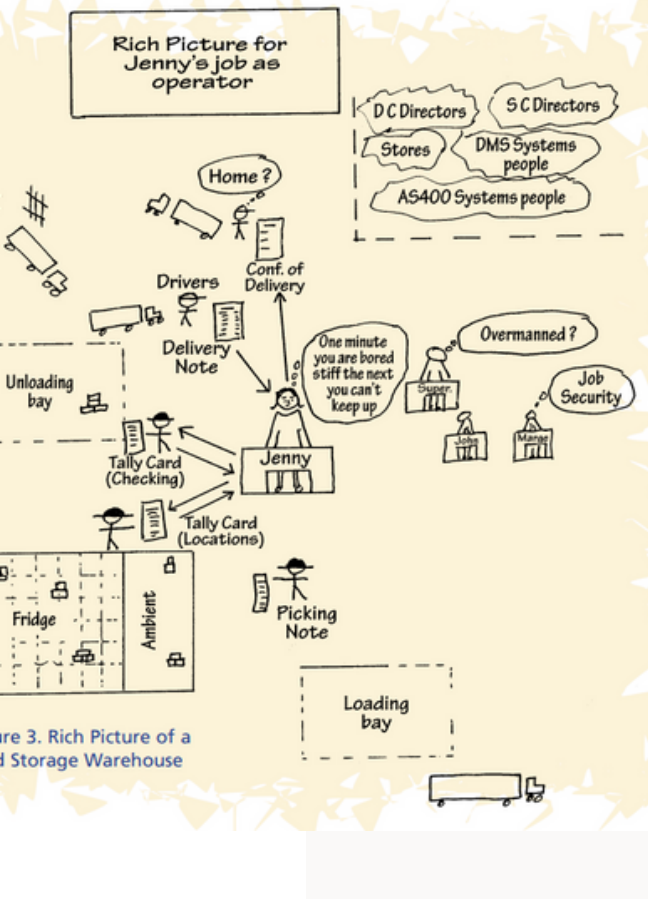 Rich Picture for
Jenny's job as
operator
D C Directors
S C Directors
Stores
DMS Systems
people
AS400 Systems people
Home ?
Conf. of
Delivery
Drivers
Delivery
Note
One minute
you are bored
stiff the next
you can't
keep up
Overmanned ?
Super.
Job
Security
John
Marge
Unloading
bay
Jenny
Tally Card
(Checking)
Tally Card
(Locations)
Fridge
Ambient
Picking
Note
Loading
bay
ure 3. Rich Picture of a
d Storage Warehouse